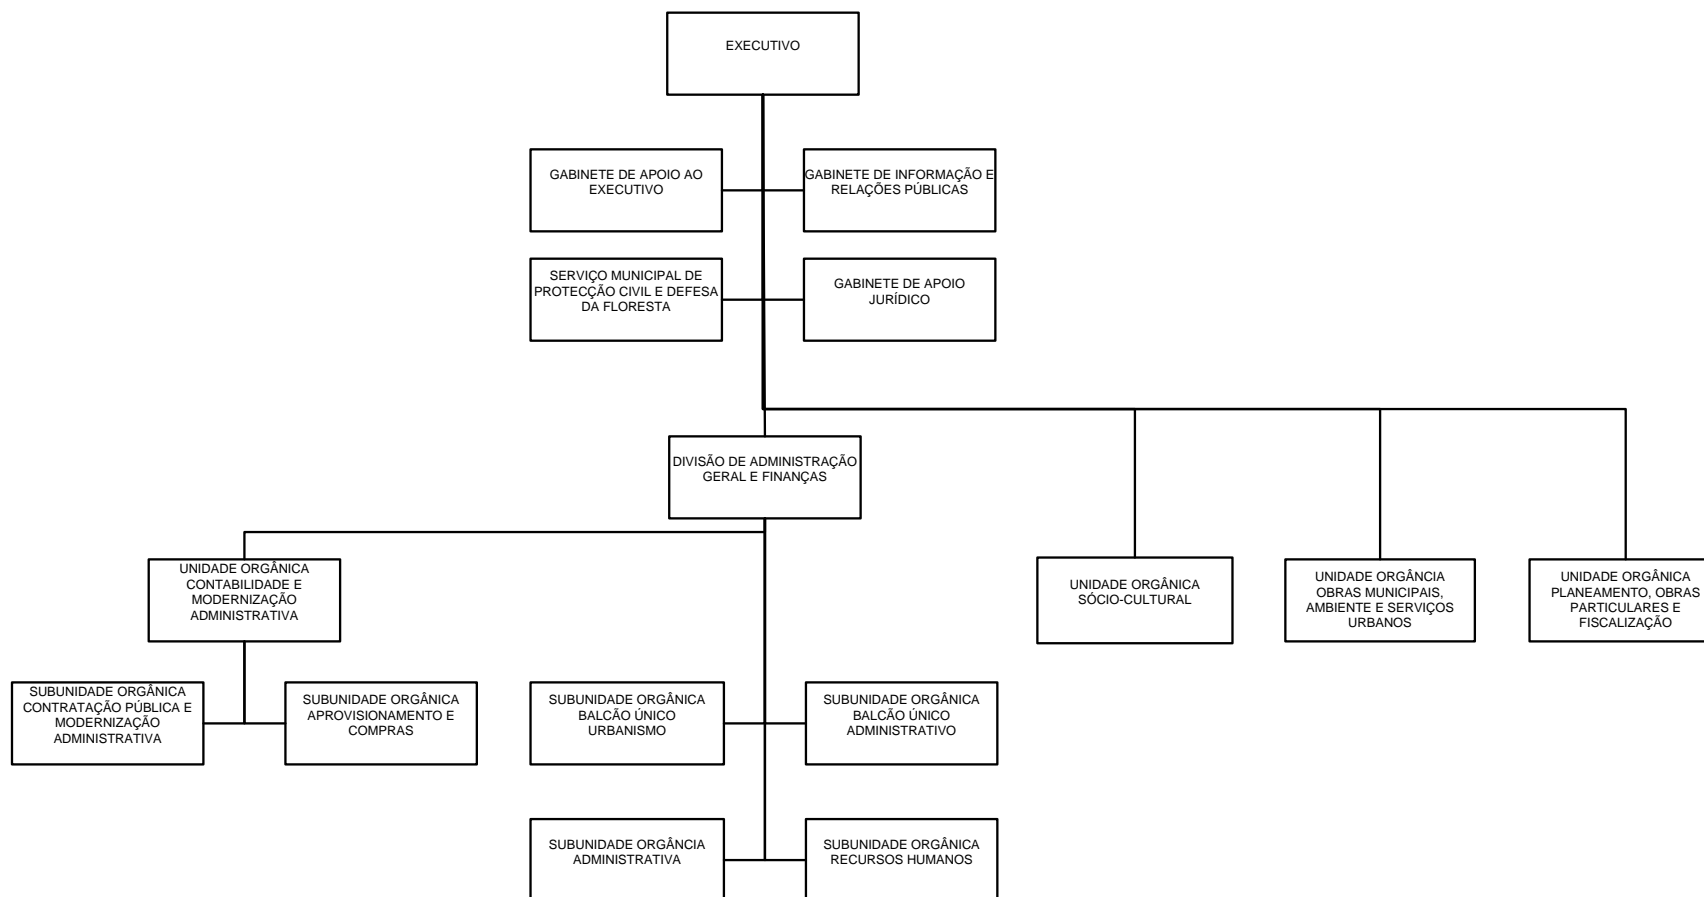 EXECUTIVO
GABINETE DE APOIO AO
EXECUTIVO
GABINETE DE INFORMAÇÃO E
RELAÇÕES PÚBLICAS
SERVIÇO MUNICIPAL DE
PROTECÇÃO CIVIL E DEFESA
DA FLORESTA
GABINETE DE APOIO
JURÍDICO
DIVISÃO DE ADMINISTRAÇÃO
GERAL E FINANÇAS
UNIDADE ORGÂNICA
CONTABILIDADE E
MODERNIZAÇÃO
ADMINISTRATIVA
UNIDADE ORGÂNICA
SÓCIO-CULTURAL
UNIDADE ORGÂNCIA
OBRAS MUNICIPAIS,
AMBIENTE E SERVIÇOS
URBANOS
UNIDADE ORGÂNICA
PLANEAMENTO, OBRAS
PARTICULARES E
FISCALIZAÇÃO
SUBUNIDADE ORGÂNICA
CONTRATAÇÃO PÚBLICA E
MODERNIZAÇÃO
ADMINISTRATIVA
SUBUNIDADE ORGÂNICA
APROVISIONAMENTO E
COMPRAS
SUBUNIDADE ORGÂNICA
BALCÃO ÚNICO
URBANISMO
SUBUNIDADE ORGÂNICA
BALCÃO ÚNICO
ADMINISTRATIVO
SUBUNIDADE ORGÂNCIA
ADMINISTRATIVA
SUBUNIDADE ORGÂNICA
RECURSOS HUMANOS